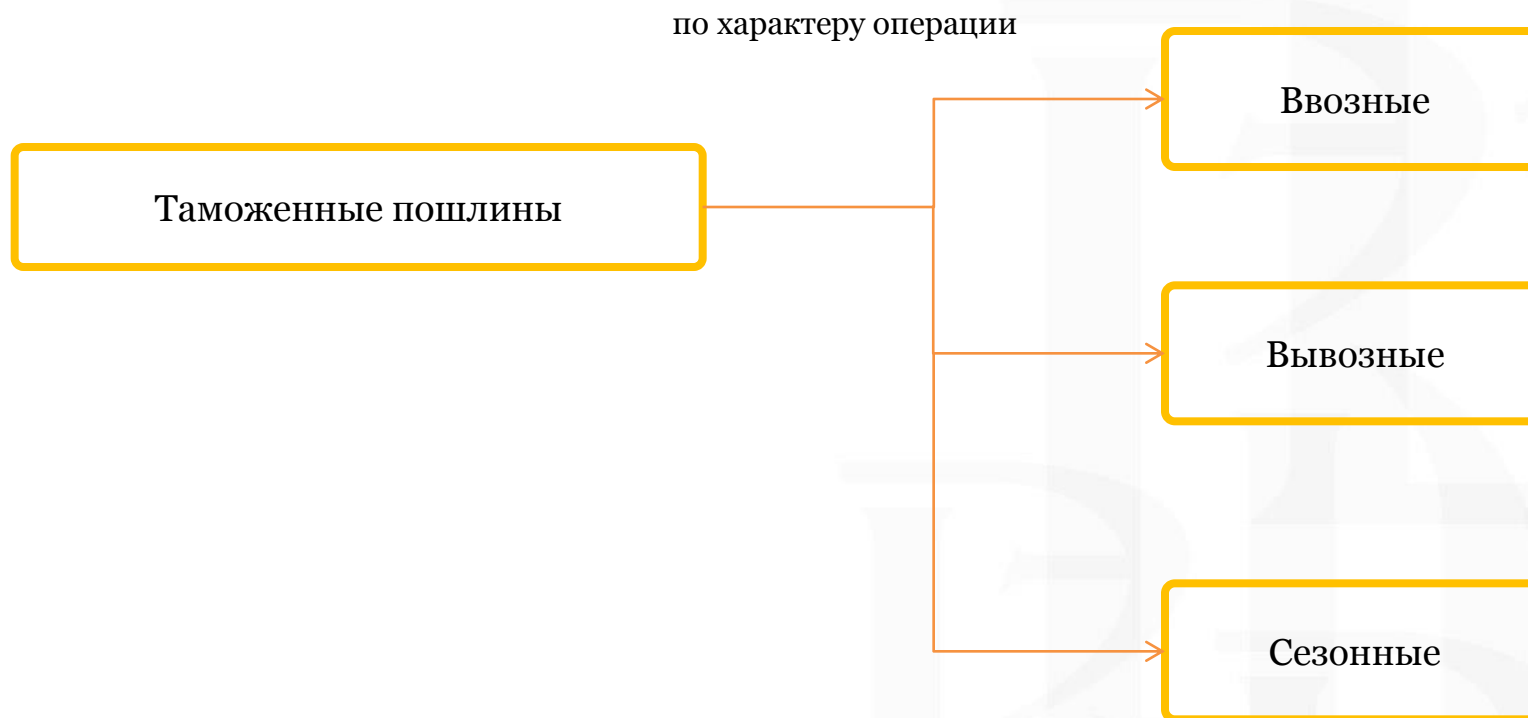 по характеру операции
Ввозные
Таможенные пошлины
Вывозные
Сезонные